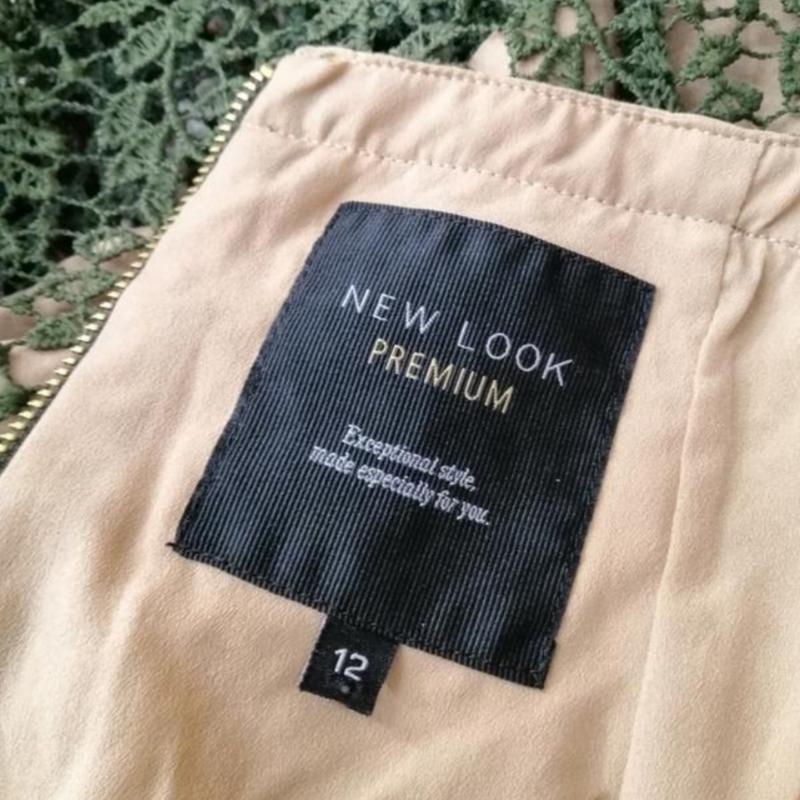 NEW LOOK
PREMIUM
Exceptional style,
made especially for you.
12